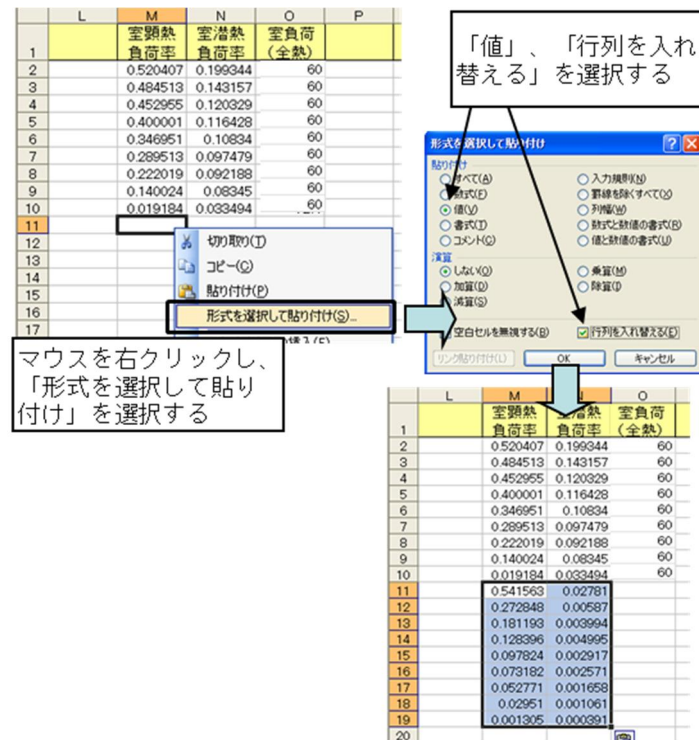 「値」、「行列を入れ
替える」を選択する
L M N O P
1 室顕熱 室潜熱 室負荷
負荷率 負荷率 (全熱)
2 0.520407 0.199344 60
3 0.484513 0.143157 60
4 0.452955 0.120329 60
5 0.400001 0.116428 60
6 0.346951 0.10834 60
7 0.289513 0.097479 60
8 0.222019 0.092188 60
9 0.140024 0.08345 60
10 0.019184 0.033494 60
11
12
13
14
15
16
17
切り取り(T)
コピー(C)
貼り付け(P)
形式を選択して貼り付け(S)...
マウスを右クリックし、
「形式を選択して貼り
付け」を選択する
形式を選択して貼り付け
貼り付け
すべて(A) 入力規則(N)
数式(F) 罫線を除くすべて(X)
値(V) 列幅(W)
書式(T) 数式と数値の書式(R)
コメント(C) 値と数値の書式(U)
演算
しない(O) 乗算(M)
加算(D) 除算(I)
減算(S)
空白セルを無視する(B) 行列を入れ替える(E)
リンク貼り付け(L) OK キャンセル
L M O
1 室顕熱 室潜熱 室負荷
負荷率 負荷率 (全熱)
2 0.520407 0.199344 60
3 0.484513 0.143157 60
4 0.452955 0.120329 60
5 0.400001 0.116428 60
6 0.346951 0.10834 60
7 0.289513 0.097479 60
8 0.222019 0.092188 60
9 0.140024 0.08345 60
10 0.019184 0.033494 60
11 0.541563 0.02781
12 0.272848 0.00587
13 0.181193 0.003994
14 0.128396 0.004995
15 0.097824 0.002917
16 0.073182 0.002571
17 0.052771 0.001658
18 0.02951 0.001061
19 0.001305 0.000391
20